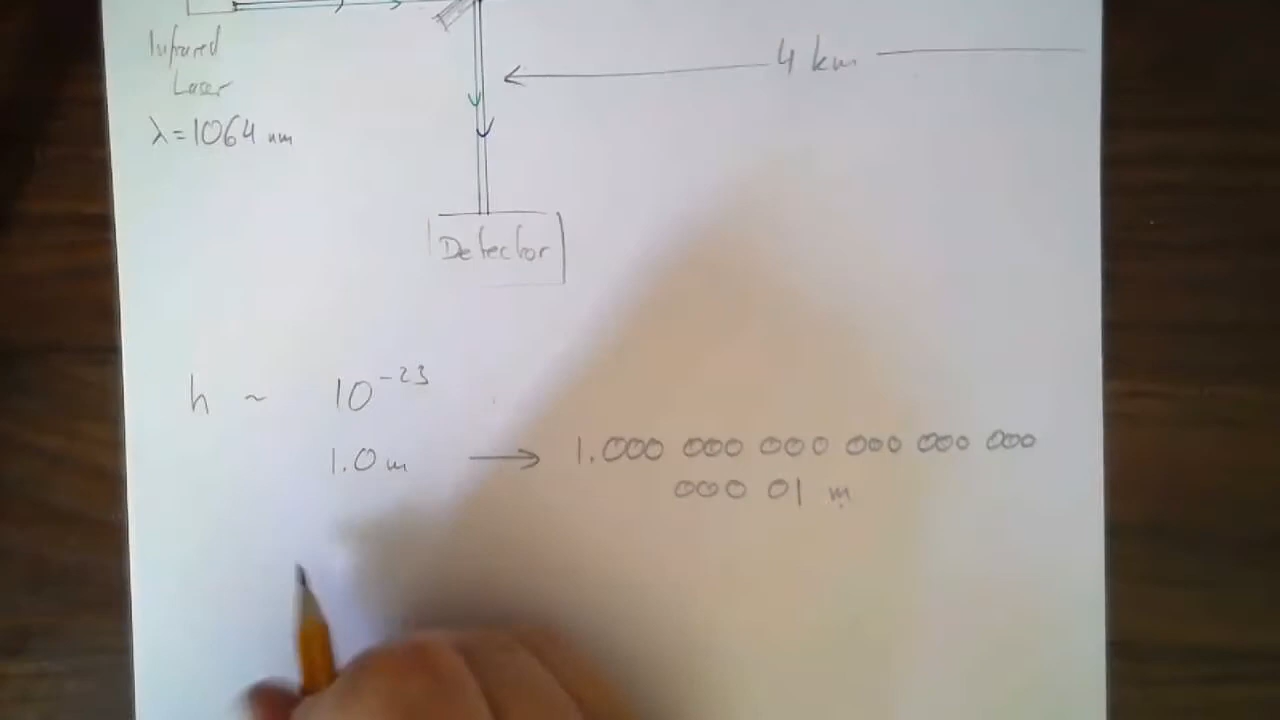 Infrared
Laser
λ = 1064 nm
4 km
Detector
h ~ 10⁻²³
1.0 m → 1.000 000 000 000 000 000
000 01 m